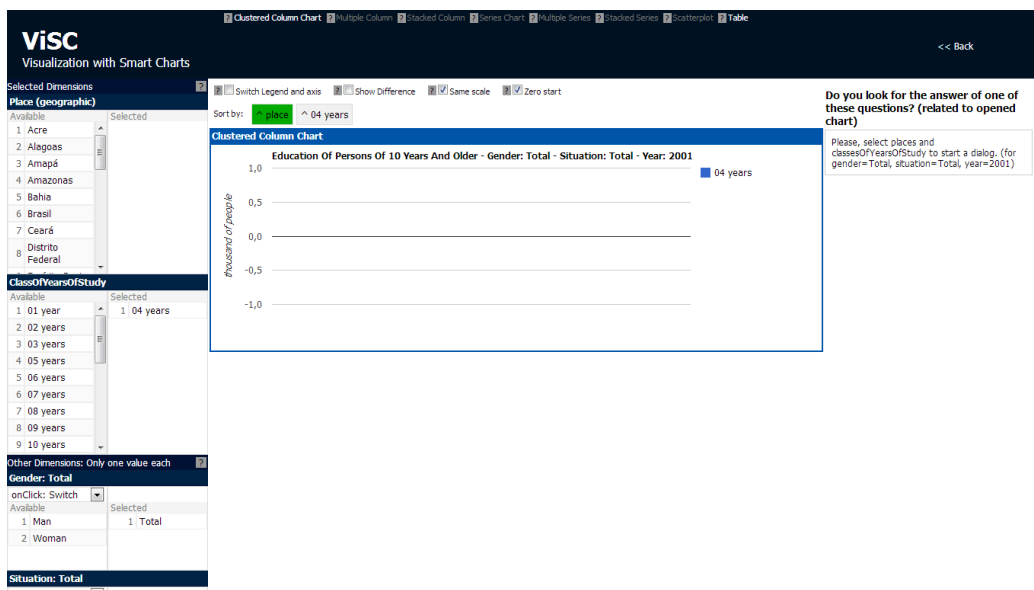 ? Clustered Column Chart ? Multiple Column ? Stacked Column ? Series Chart ? Multiple Series ? Stacked Series ? Scatterplot ? Table
ViSC
Visualization with Smart Charts
<< Back
Selected Dimensions ?
Place (geographic)
Available Selected
1 Acre
2 Alagoas
3 Amapá
4 Amazonas
5 Bahia
6 Brasil
7 Ceará
8 Distrito
Federal
ClassOfYearsOfStudy
Available Selected
1 01 year 1 04 years
2 02 years
3 03 years
4 05 years
5 06 years
6 07 years
7 08 years
8 09 years
9 10 years
Other Dimensions: Only one value each ?
Gender: Total
onClick: Switch
Available Selected
1 Man 1 Total
2 Woman
Situation: Total
? Switch Legend and axis ? Show Difference ? Same scale ? Zero start
Sort by: ^ place ^ 04 years
Clustered Column Chart
Education Of Persons Of 10 Years And Older - Gender: Total - Situation: Total - Year: 2001
1,0
0,5
0,0
-0,5
-1,0
thousand of people
04 years
Do you look for the answer of one of
these questions? (related to opened
chart)
Please, select places and
classesOfYearsOfStudy to start a dialog. (for
gender=Total, situation=Total, year=2001)